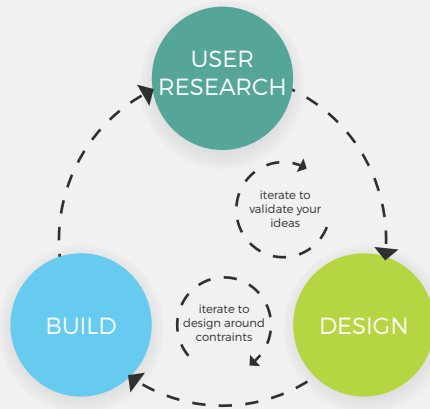 USER
RESEARCH
iterate to
validate your
ideas
iterate to
design around
contraints
BUILD
DESIGN